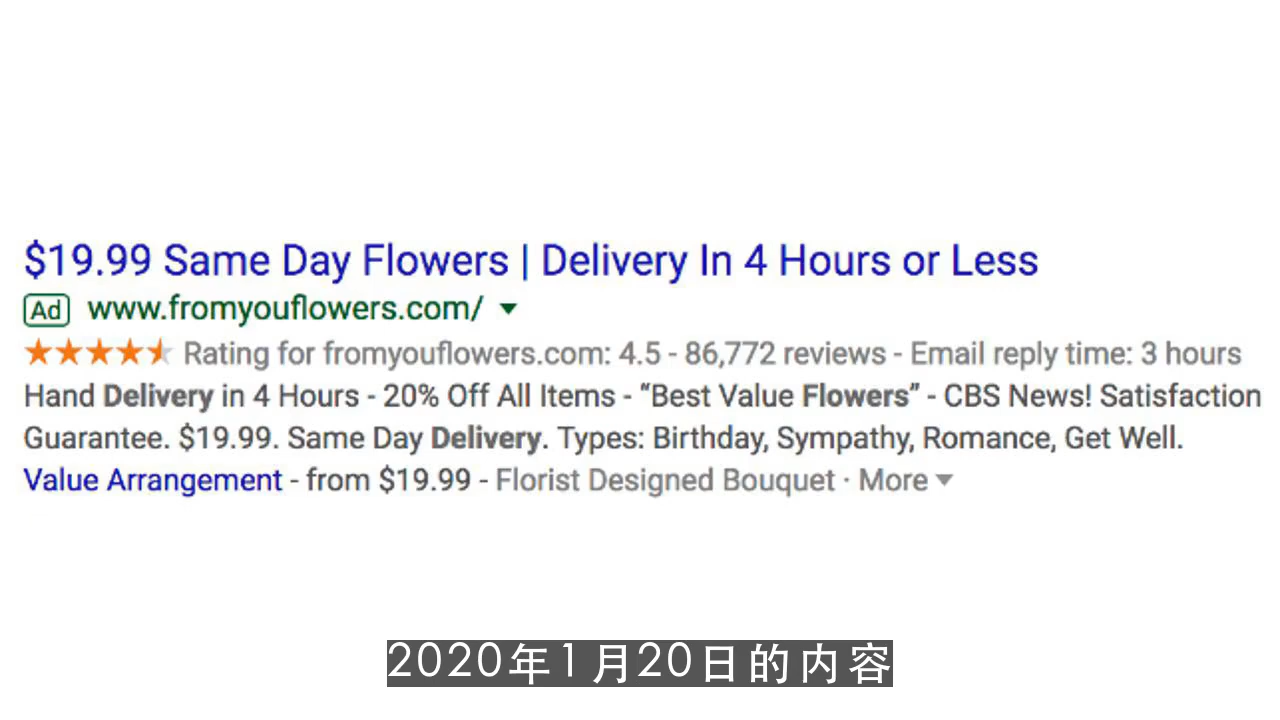 $19.99 Same Day Flowers | Delivery In 4 Hours or Less
Ad www.fromyouflowers.com/
Rating for fromyouflowers.com: 4.5 - 86,772 reviews - Email reply time: 3 hours
Hand Delivery in 4 Hours - 20% Off All Items - “Best Value Flowers” - CBS News! Satisfaction
Guarantee. $19.99. Same Day Delivery. Types: Birthday, Sympathy, Romance, Get Well.
Value Arrangement - from $19.99 - Florist Designed Bouquet · More
2020年1月20日的内容